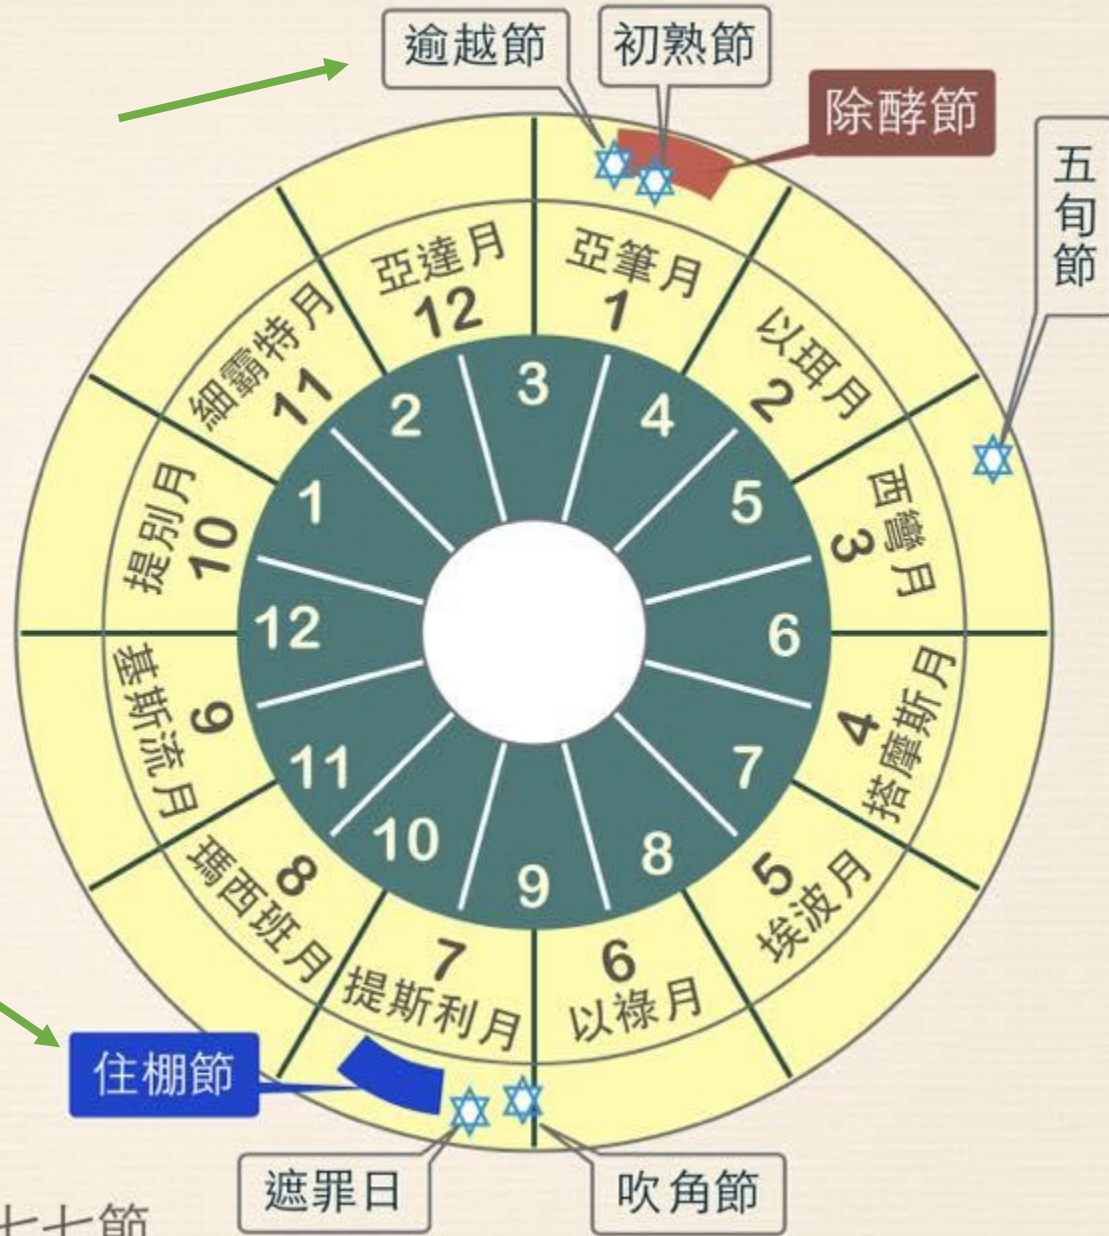 逾越節
初熟節
除酵節
五旬節
亞筆月
1
以珥月
2
西彎月
3
搭摩斯月
4
埃波月
5
以祿月
6
提斯利月
7
瑪西班月
8
基斯流月
9
提別月
10
細霸特月
11
亞達月
12
3
4
5
6
7
8
9
10
11
12
1
2
住棚節
遮罪日
吹角節
七七節